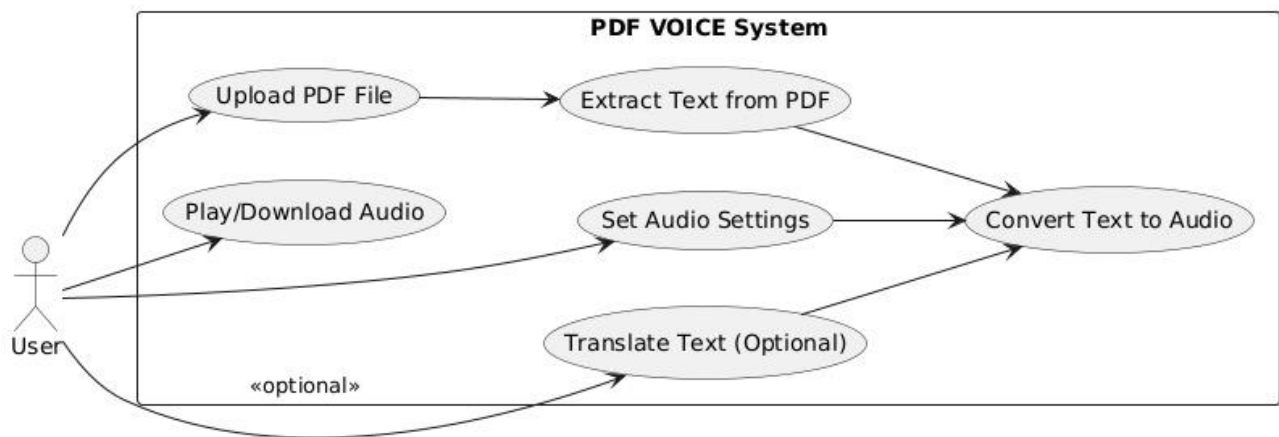 PDF VOICE System
Upload PDF File
Extract Text from PDF
Play/Download Audio
Set Audio Settings
Convert Text to Audio
User
Translate Text (Optional)
«optional»